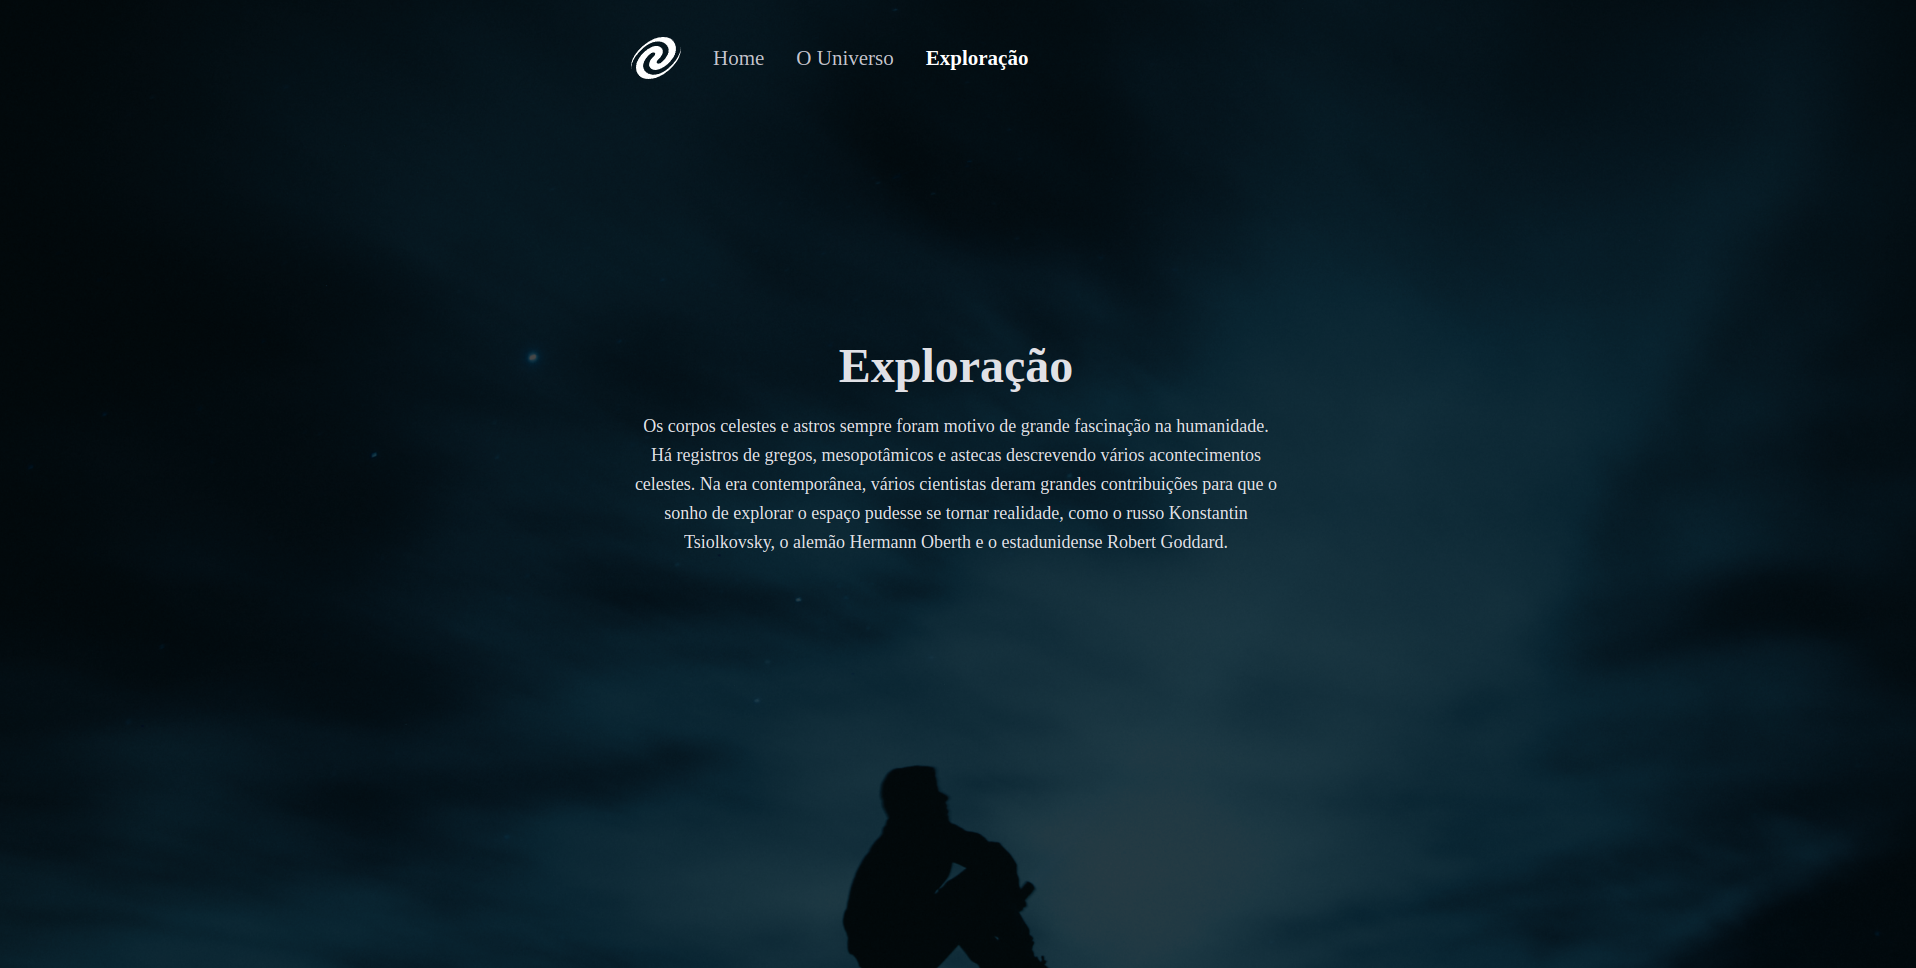 Home O Universo Exploração
Exploração
Os corpos celestes e astros sempre foram motivo de grande fascinação na humanidade.
Há registros de gregos, mesopotâmicos e astecas descrevendo vários acontecimentos
celestes. Na era contemporânea, vários cientistas deram grandes contribuições para que o
sonho de explorar o espaço pudesse se tornar realidade, como o russo Konstantin
Tsiolkovsky, o alemão Hermann Oberth e o estadunidense Robert Goddard.